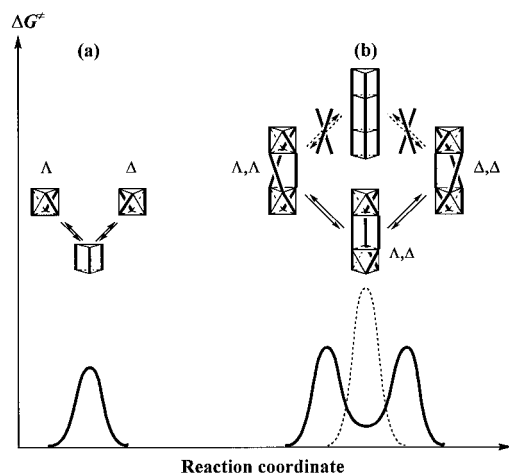 ΔG≠
(a)
(b)
Λ
Δ
Λ,Λ
Δ,Δ
Λ,Δ
Reaction coordinate